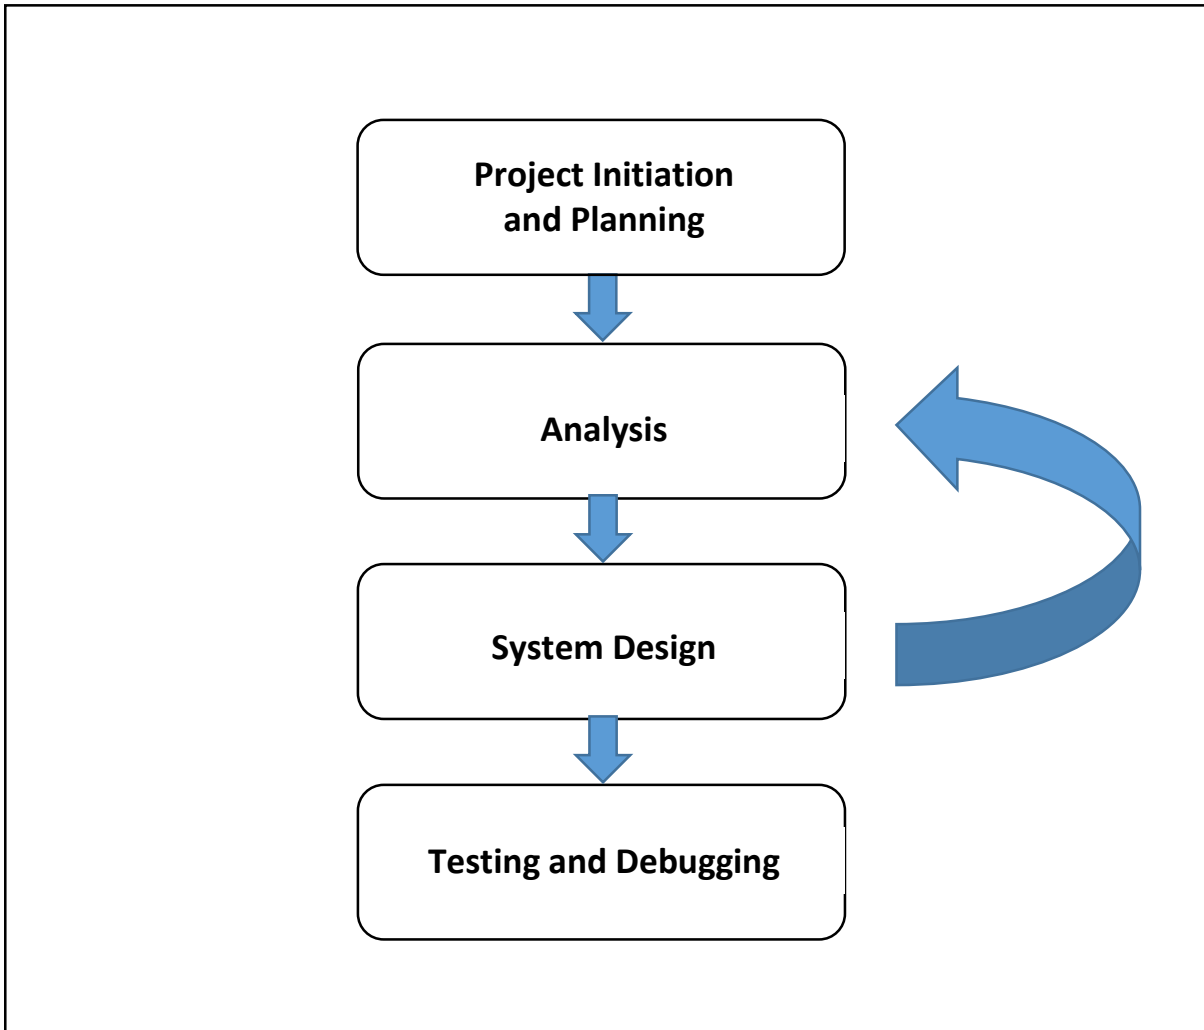 Project Initiation
and Planning
Analysis
System Design
Testing and Debugging